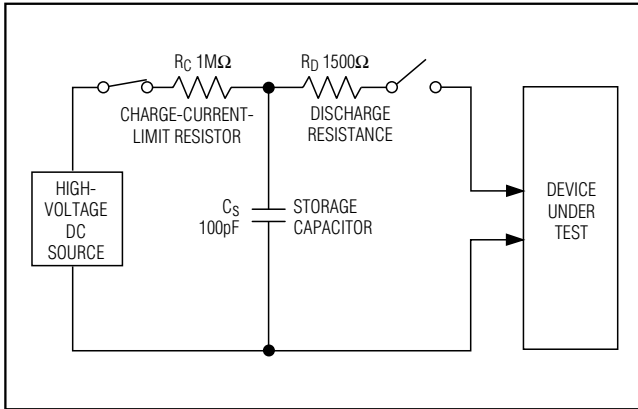 RC 1MΩ
CHARGE-CURRENT-
LIMIT RESISTOR
RD 1500Ω
DISCHARGE
RESISTANCE
HIGH-
VOLTAGE
DC
SOURCE
CS
100pF
STORAGE
CAPACITOR
DEVICE
UNDER
TEST